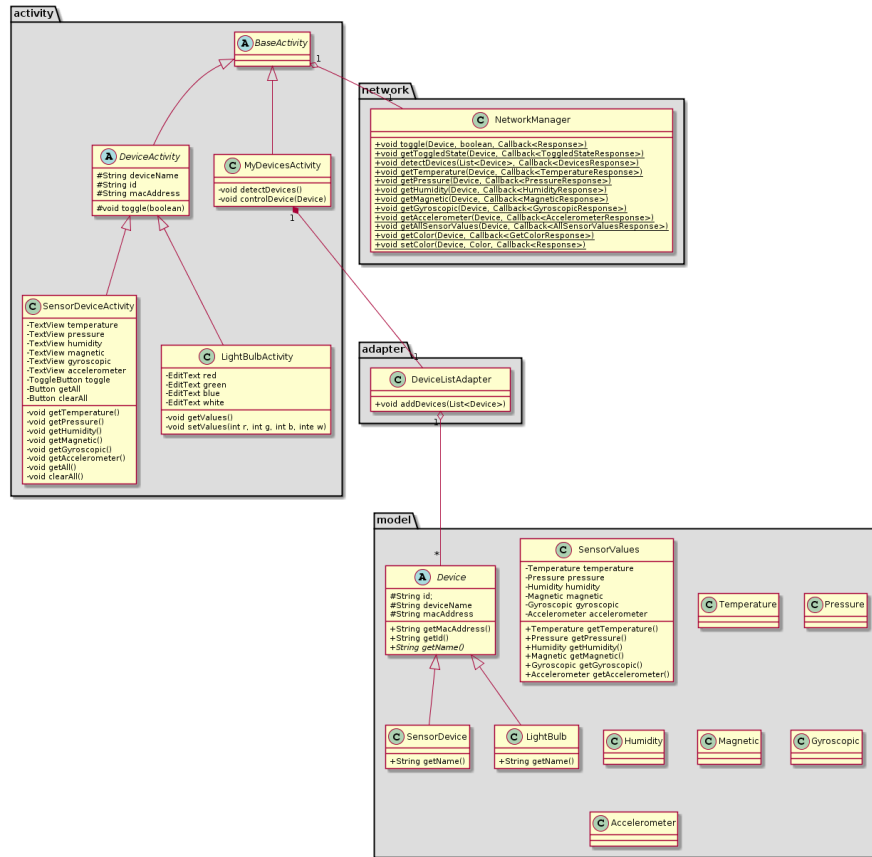 activity
A BaseActivity
1
1
network
C NetworkManager
+void toggle(Device, boolean, Callback<Response>)
+void getToggledState(Device, Callback<ToggledStateResponse>)
+void detectDevices(List<Device>, Callback<DevicesResponse>)
+void getTemperature(Device, Callback<TemperatureResponse>)
+void getPressure(Device, Callback<PressureResponse>)
+void getHumidity(Device, Callback<HumidityResponse>)
+void getMagnetic(Device, Callback<MagneticResponse>)
+void getGyroscopic(Device, Callback<GyroscopicResponse>)
+void getAccelerometer(Device, Callback<AccelerometerResponse>)
+void getAllSensorValues(Device, Callback<AllSensorValuesResponse>)
+void getColor(Device, Callback<GetColorResponse>)
+void setColor(Device, Color, Callback<Response>)
A DeviceActivity
#String deviceName
#String id
#String macAddress
#void toggle(boolean)
C MyDevicesActivity
-void detectDevices()
-void controlDevice(Device)
1
C SensorDeviceActivity
-TextView temperature
-TextView pressure
-TextView humidity
-TextView magnetic
-TextView gyroscopic
-TextView accelerometer
-ToggleButton toggle
-Button getAll
-Button clearAll
-void getTemperature()
-void getPressure()
-void getHumidity()
-void getMagnetic()
-void getGyroscopic()
-void getAccelerometer()
-void getAll()
-void clearAll()
C LightBulbActivity
-EditText red
-EditText green
-EditText blue
-EditText white
-void getValues()
-void setValues(int r, int g, int b, inte w)
adapter
1
C DeviceListAdapter
+void addDevices(List<Device>)
1
*
model
A Device
#String id;
#String deviceName
#String macAddress
+String getMacAddress()
+String getId()
+String getName()
C SensorValues
-Temperature temperature
-Pressure pressure
-Humidity humidity
-Magnetic magnetic
-Gyroscopic gyroscopic
-Accelerometer accelerometer
+Temperature getTemperature()
+Pressure getPressure()
+Humidity getHumidity()
+Magnetic getMagnetic()
+Gyroscopic getGyroscopic()
+Accelerometer getAccelerometer()
C Temperature
C Pressure
C SensorDevice
+String getName()
C LightBulb
+String getName()
C Humidity
C Magnetic
C Gyroscopic
C Accelerometer